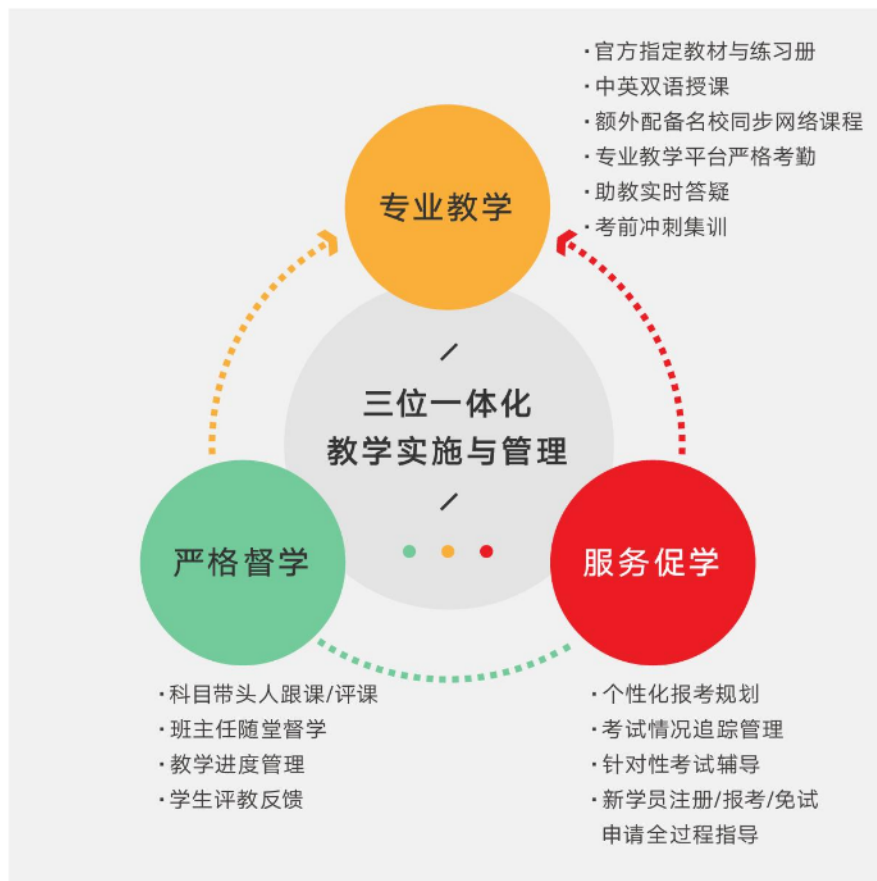 ·官方指定教材与练习册
·中英双语授课
·额外配备名校同步网络课程
·专业教学平台严格考勤
·助教实时答疑
·考前冲刺集训
专业教学
三位一体化
教学实施与管理
严格督学
服务促学
·科目带头人跟课/评课
·班主任随堂督学
·教学进度管理
·学生评教反馈
·个性化报考规划
·考试情况追踪管理
·针对性考试辅导
·新学员注册/报考/免试
申请全过程指导